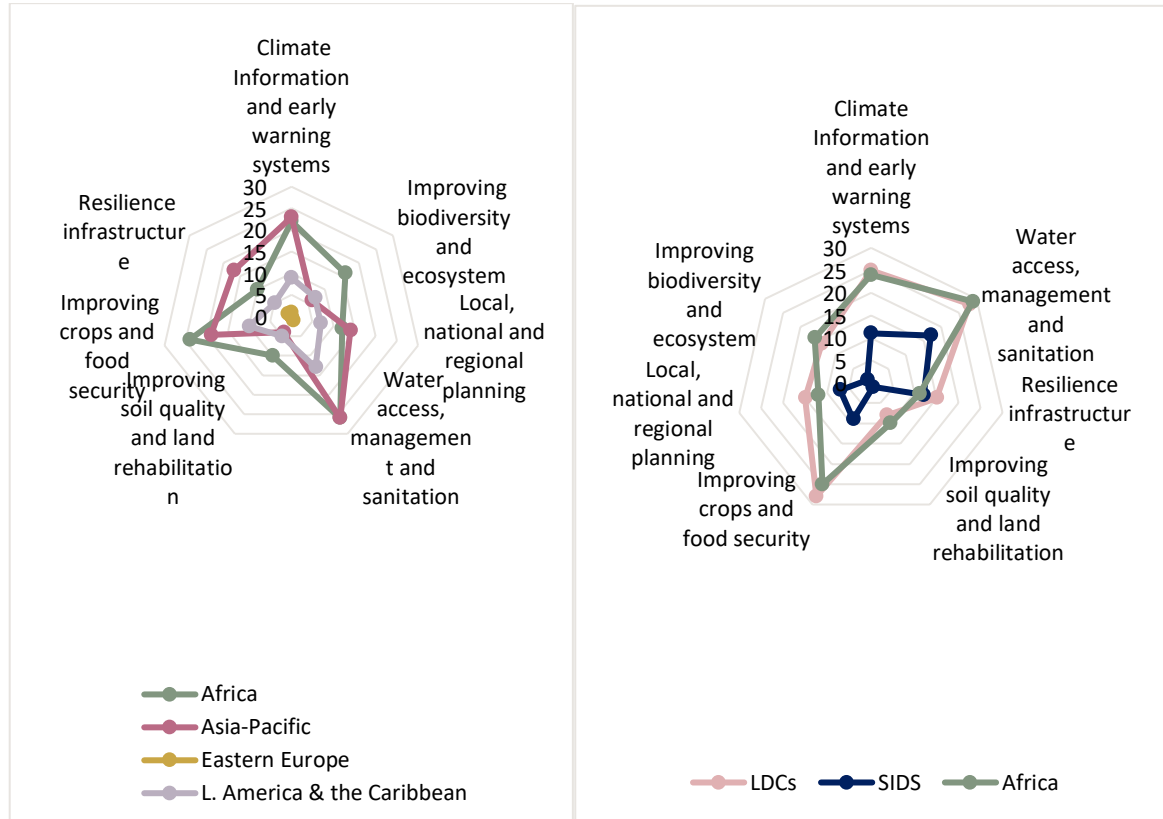 Climate
Information
and early
warning
systems
Improving
biodiversity
and
ecosystem
Local,
national and
regional
planning
Water
access,
managemen
t and
sanitation
Improving
soil quality
and land
rehabilitatio
n
Improving
crops and
food
security
Resilience
infrastructur
e
30
25
20
15
10
5
0
Africa
Asia-Pacific
Eastern Europe
L. America & the Caribbean
Climate
Information
and early
warning
systems
Water
access,
management
and
sanitation
Resilience
infrastructur
e
Improving
soil quality
and land
rehabilitation
Improving
crops and
food security
Local,
national and
regional
planning
Improving
biodiversity
and
ecosystem
30
25
20
15
10
5
0
LDCs
SIDS
Africa